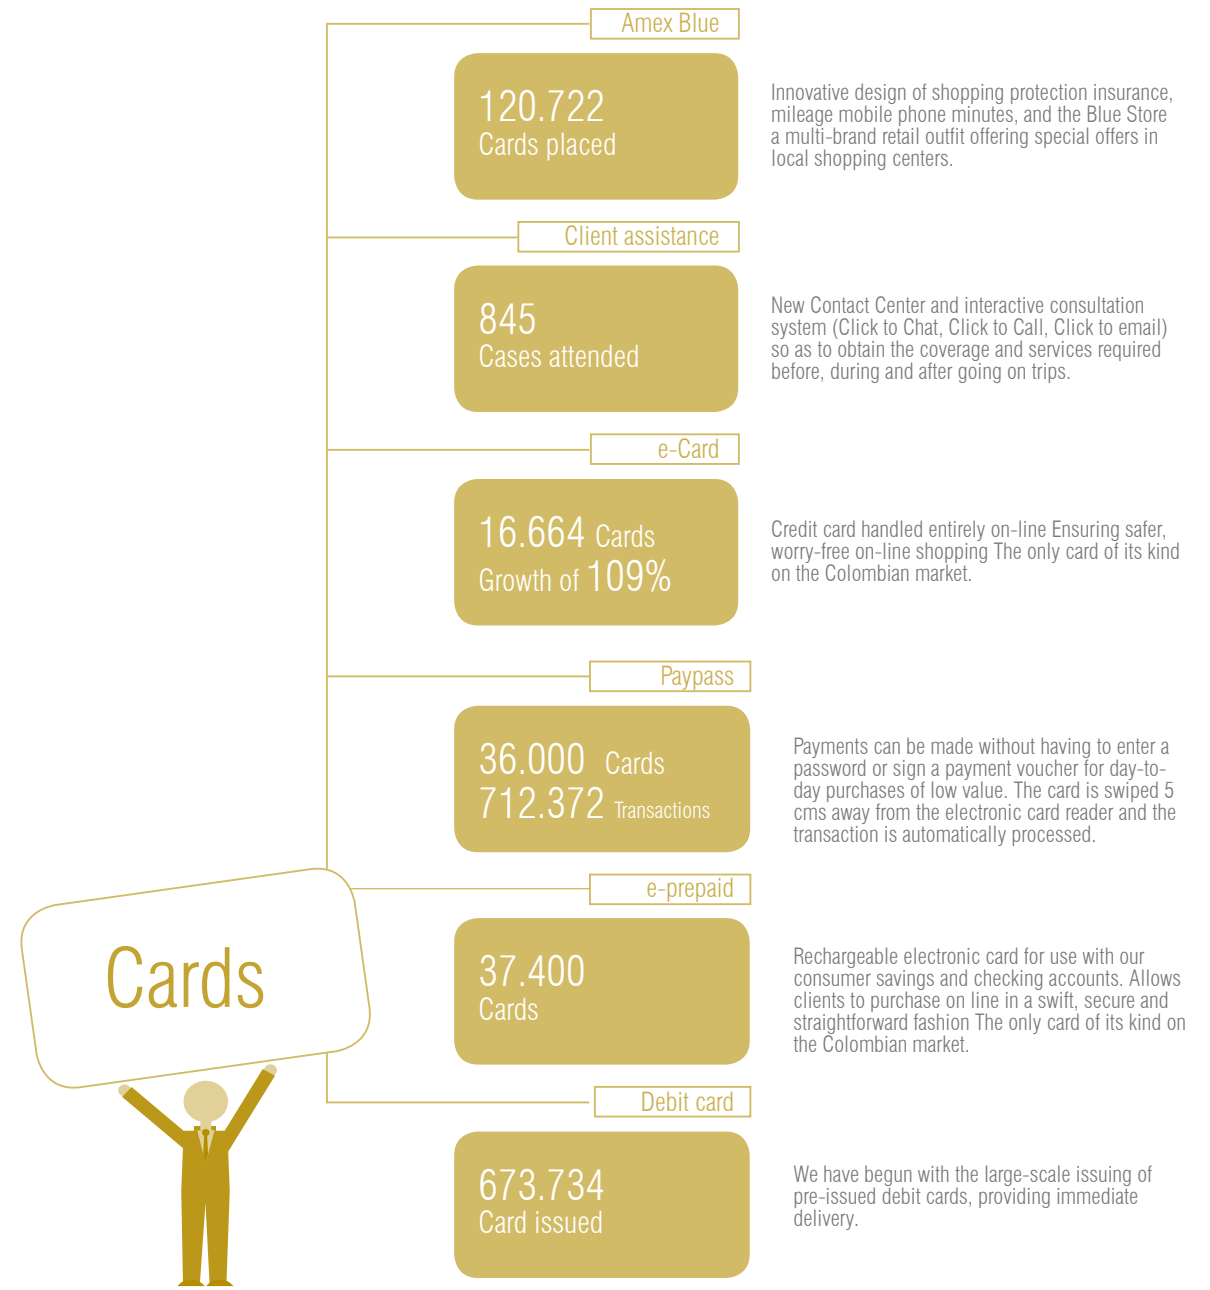 Amex Blue
120.722
Cards placed
Innovative design of shopping protection insurance,
mileage mobile phone minutes, and the Blue Store
a multi-brand retail outfit offering special offers in
local shopping centers.
Client assistance
845
Cases attended
New Contact Center and interactive consultation
system (Click to Chat, Click to Call, Click to email)
so as to obtain the coverage and services required
before, during and after going on trips.
e-Card
16.664 Cards
Growth of 109%
Credit card handled entirely on-line Ensuring safer,
worry-free on-line shopping The only card of its kind
on the Colombian market.
Paypass
36.000 Cards
712.372 Transactions
Payments can be made without having to enter a
password or sign a payment voucher for day-to-
day purchases of low value. The card is swiped 5
cms away from the electronic card reader and the
transaction is automatically processed.
e-prepaid
37.400
Cards
Rechargeable electronic card for use with our
consumer savings and checking accounts. Allows
clients to purchase on line in a swift, secure and
straightforward fashion The only card of its kind on
the Colombian market.
Cards
Debit card
673.734
Card issued
We have begun with the large-scale issuing of
pre-issued debit cards, providing immediate
delivery.